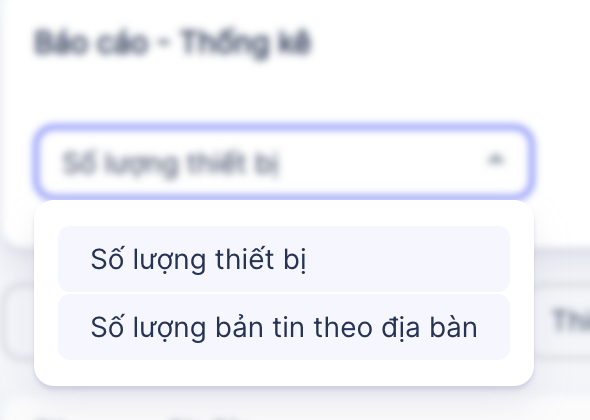 Báo cáo - Thống kê
Số lượng thiết bị
Số lượng thiết bị
Số lượng bản tin theo địa bàn